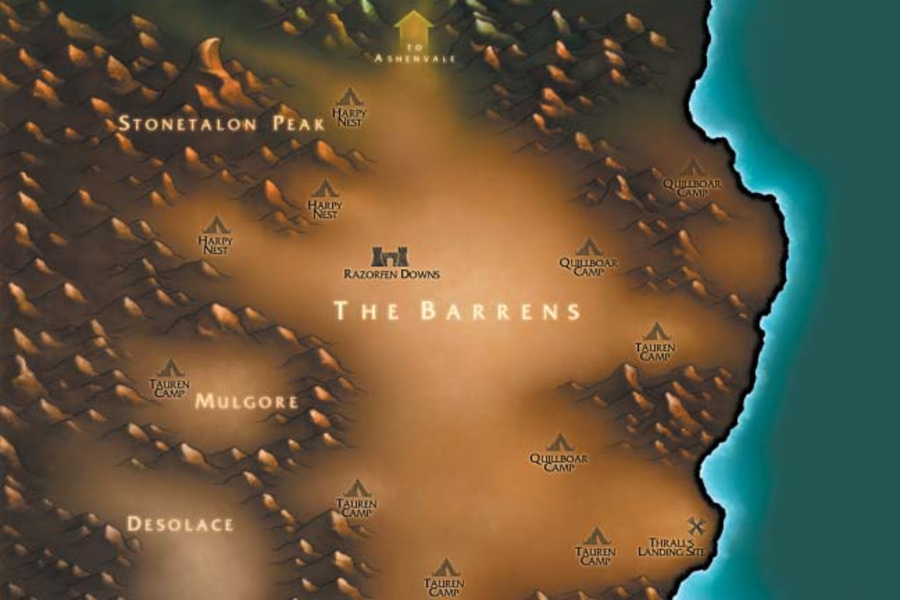 TO
ASHENVALE
STONETALON PEAK
HARPY
NEST
QUILLBOAR
CAMP
HARPY
NEST
HARPY
NEST
QUILLBOAR
CAMP
RAZORFEN DOWNS
THE BARRENS
TAUREN
CAMP
TAUREN
CAMP
MULGORE
QUILLBOAR
CAMP
TAUREN
CAMP
DESOLACE
TAUREN
CAMP
THRALL'S
LANDING SITE
TAUREN
CAMP